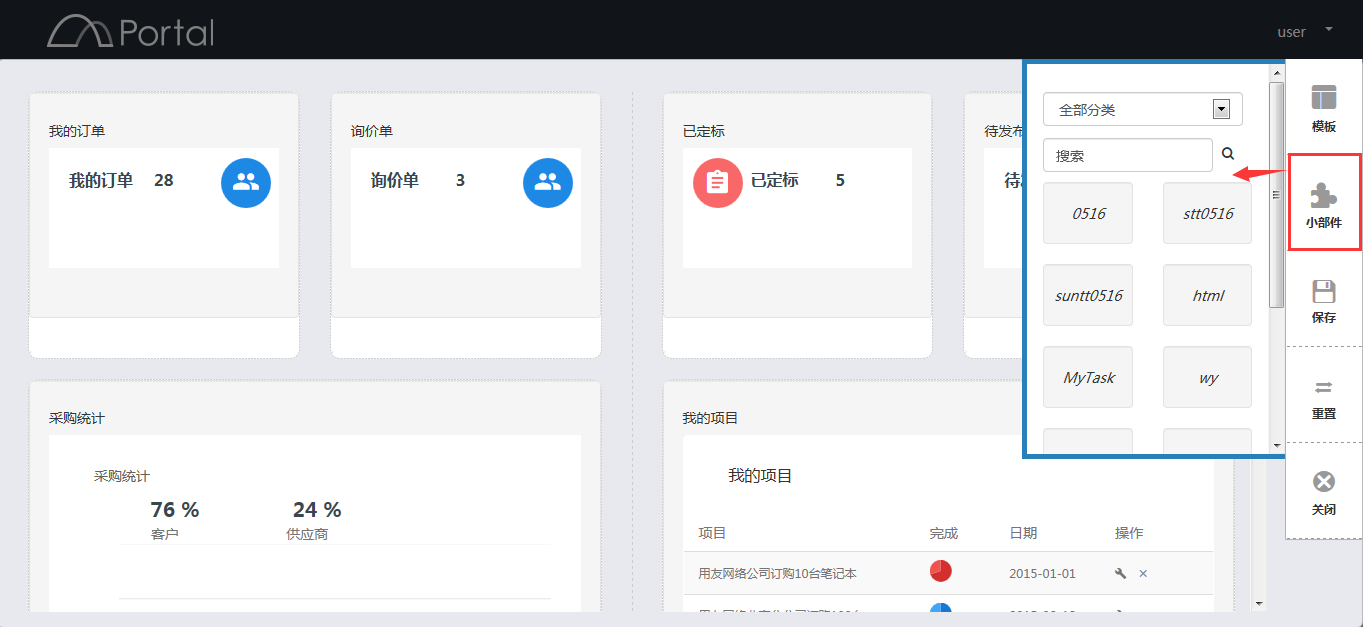 Portal
user
我的订单
我的订单 28
询价单
询价单 3
已定标
已定标 5
待发布
待
采购统计
采购统计
76 % 24 %
客户 供应商
我的项目
我的项目
项目 完成 日期 操作
用友网络公司订购10台笔记本 2015-01-01
全部分类
搜索
0516 stt0516
suntt0516 html
MyTask wy
模板
小部件
保存
重置
关闭